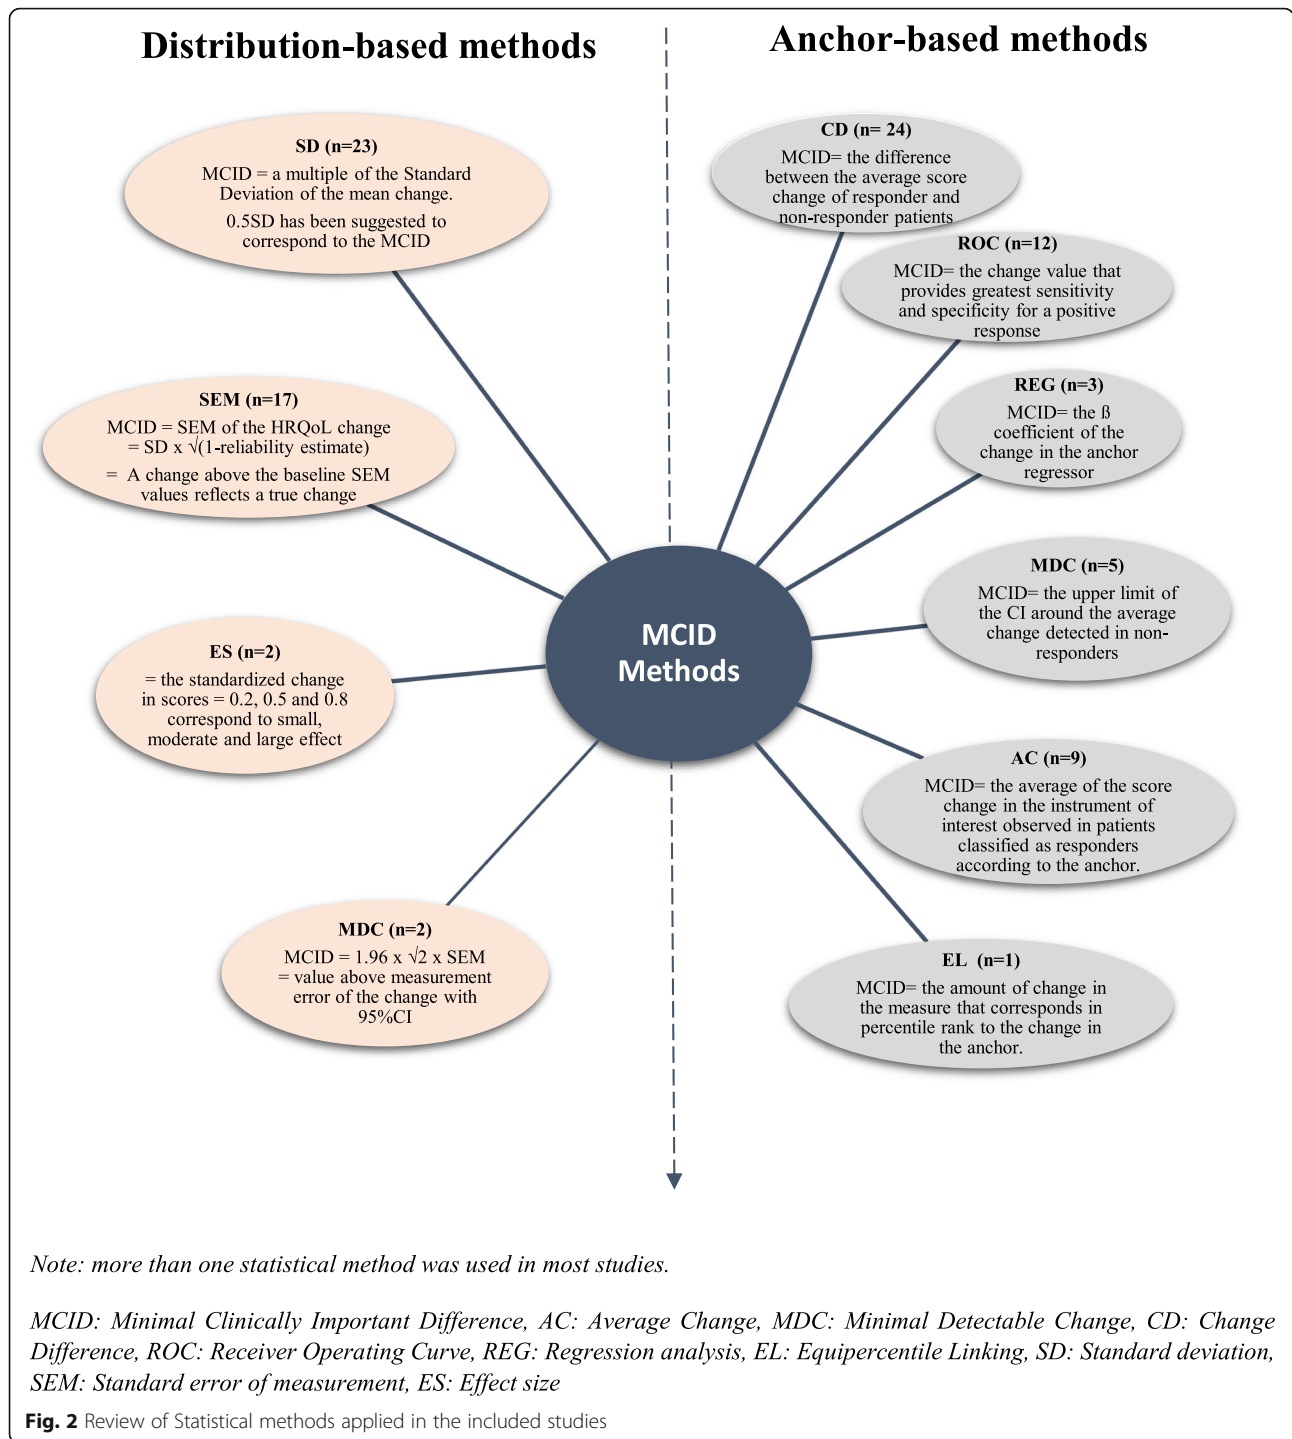 Distribution-based methods
Anchor-based methods
SD (n=23)
MCID = a multiple of the Standard
Deviation of the mean change.
0.5SD has been suggested to
correspond to the MCID
SEM (n=17)
MCID = SEM of the HRQoL change
= SD x √(1-reliability estimate)
= A change above the baseline SEM
values reflects a true change
ES (n=2)
= the standardized change
in scores = 0.2, 0.5 and 0.8
correspond to small,
moderate and large effect
MDC (n=2)
MCID = 1.96 x √2 x SEM
= value above measurement
error of the change with
95%CI
MCID
Methods
CD (n= 24)
MCID= the difference
between the average score
change of responder and
non-responder patients
ROC (n=12)
MCID= the change value that
provides greatest sensitivity
and specificity for a positive
response
REG (n=3)
MCID= the ß
coefficient of the
change in the anchor
regressor
MDC (n=5)
MCID= the upper limit of
the CI around the average
change detected in non-
responders
AC (n=9)
MCID= the average of the score
change in the instrument of
interest observed in patients
classified as responders
according to the anchor.
EL (n=1)
MCID= the amount of change in
the measure that corresponds in
percentile rank to the change in
the anchor.
Note: more than one statistical method was used in most studies.
MCID: Minimal Clinically Important Difference, AC: Average Change, MDC: Minimal Detectable Change, CD: Change
Difference, ROC: Receiver Operating Curve, REG: Regression analysis, EL: Equipercentile Linking, SD: Standard deviation,
SEM: Standard error of measurement, ES: Effect size
Fig. 2 Review of Statistical methods applied in the included studies